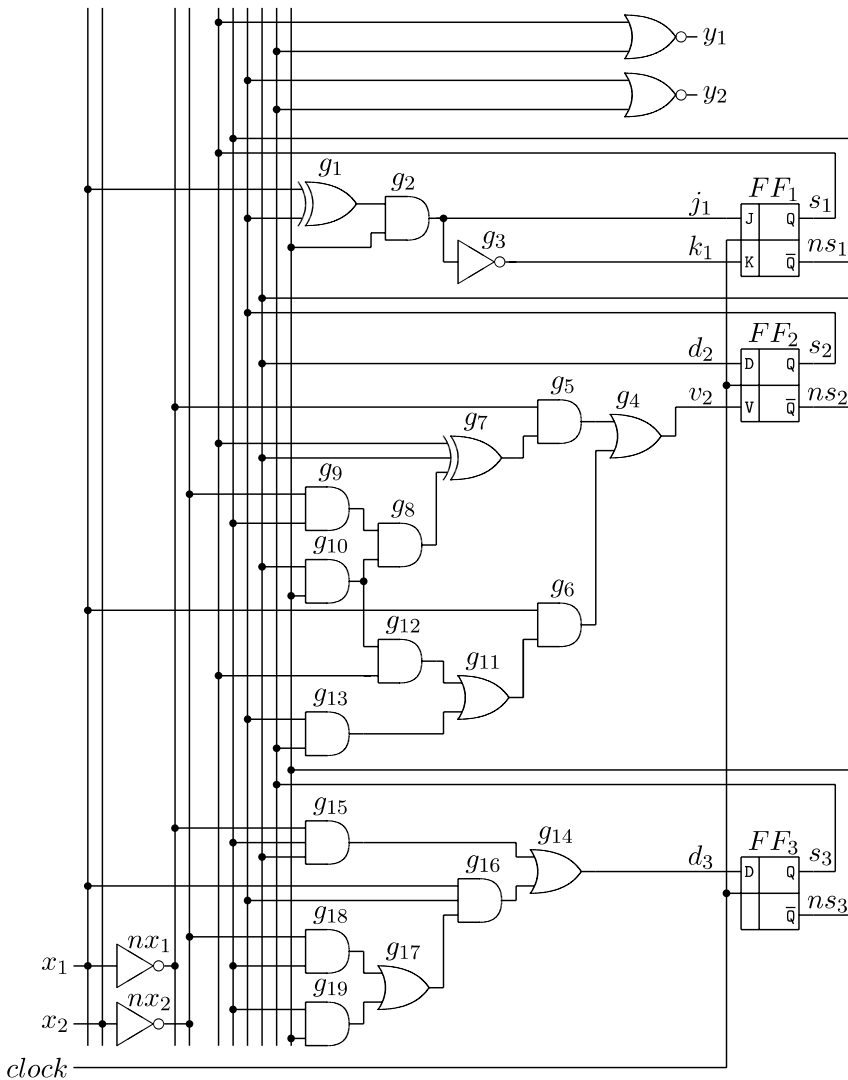 y1
y2
g1
g2
FF1
s1
j1
J Q
g3
k1
ns1
K Q̅
FF2
s2
d2
D Q
g5
v2
ns2
g4
V Q̅
g7
g9
g8
g10
g6
g12
g11
g13
g15
g14
FF3
s3
d3
D Q
g16
ns3
Q̅
g18
nx1
g17
x1
g19
nx2
x2
clock